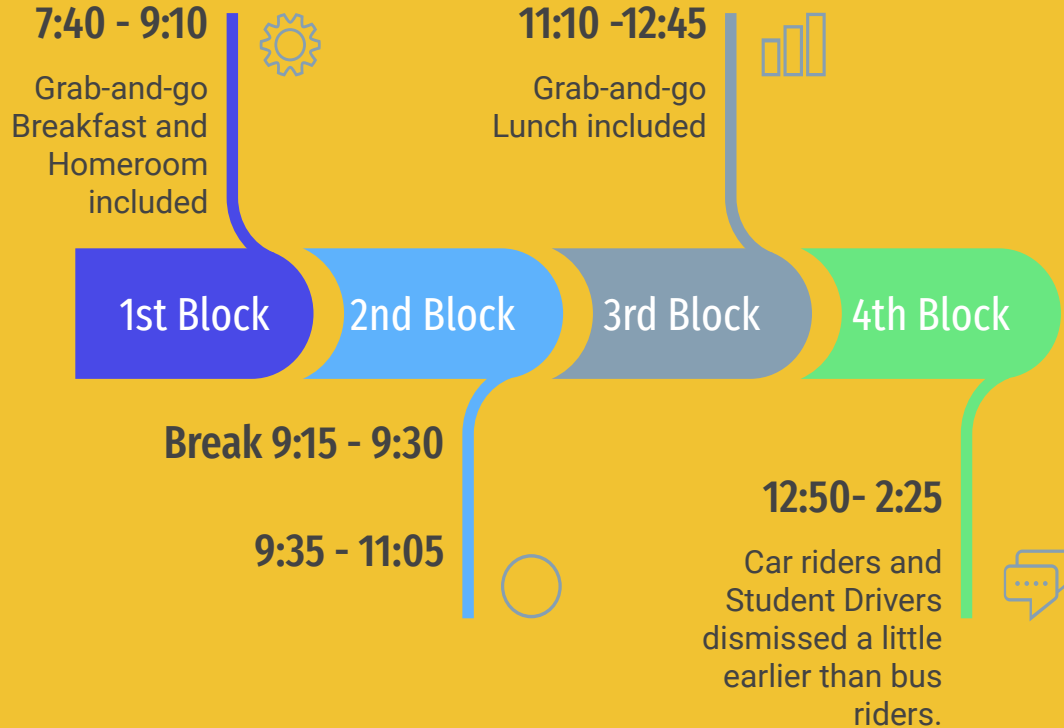 7:40 - 9:10
Grab-and-go
Breakfast and
Homeroom
included
11:10 -12:45
Grab-and-go
Lunch included
1st Block
2nd Block
3rd Block
4th Block
Break 9:15 - 9:30
9:35 - 11:05
12:50- 2:25
Car riders and
Student Drivers
dismissed a little
earlier than bus
riders.